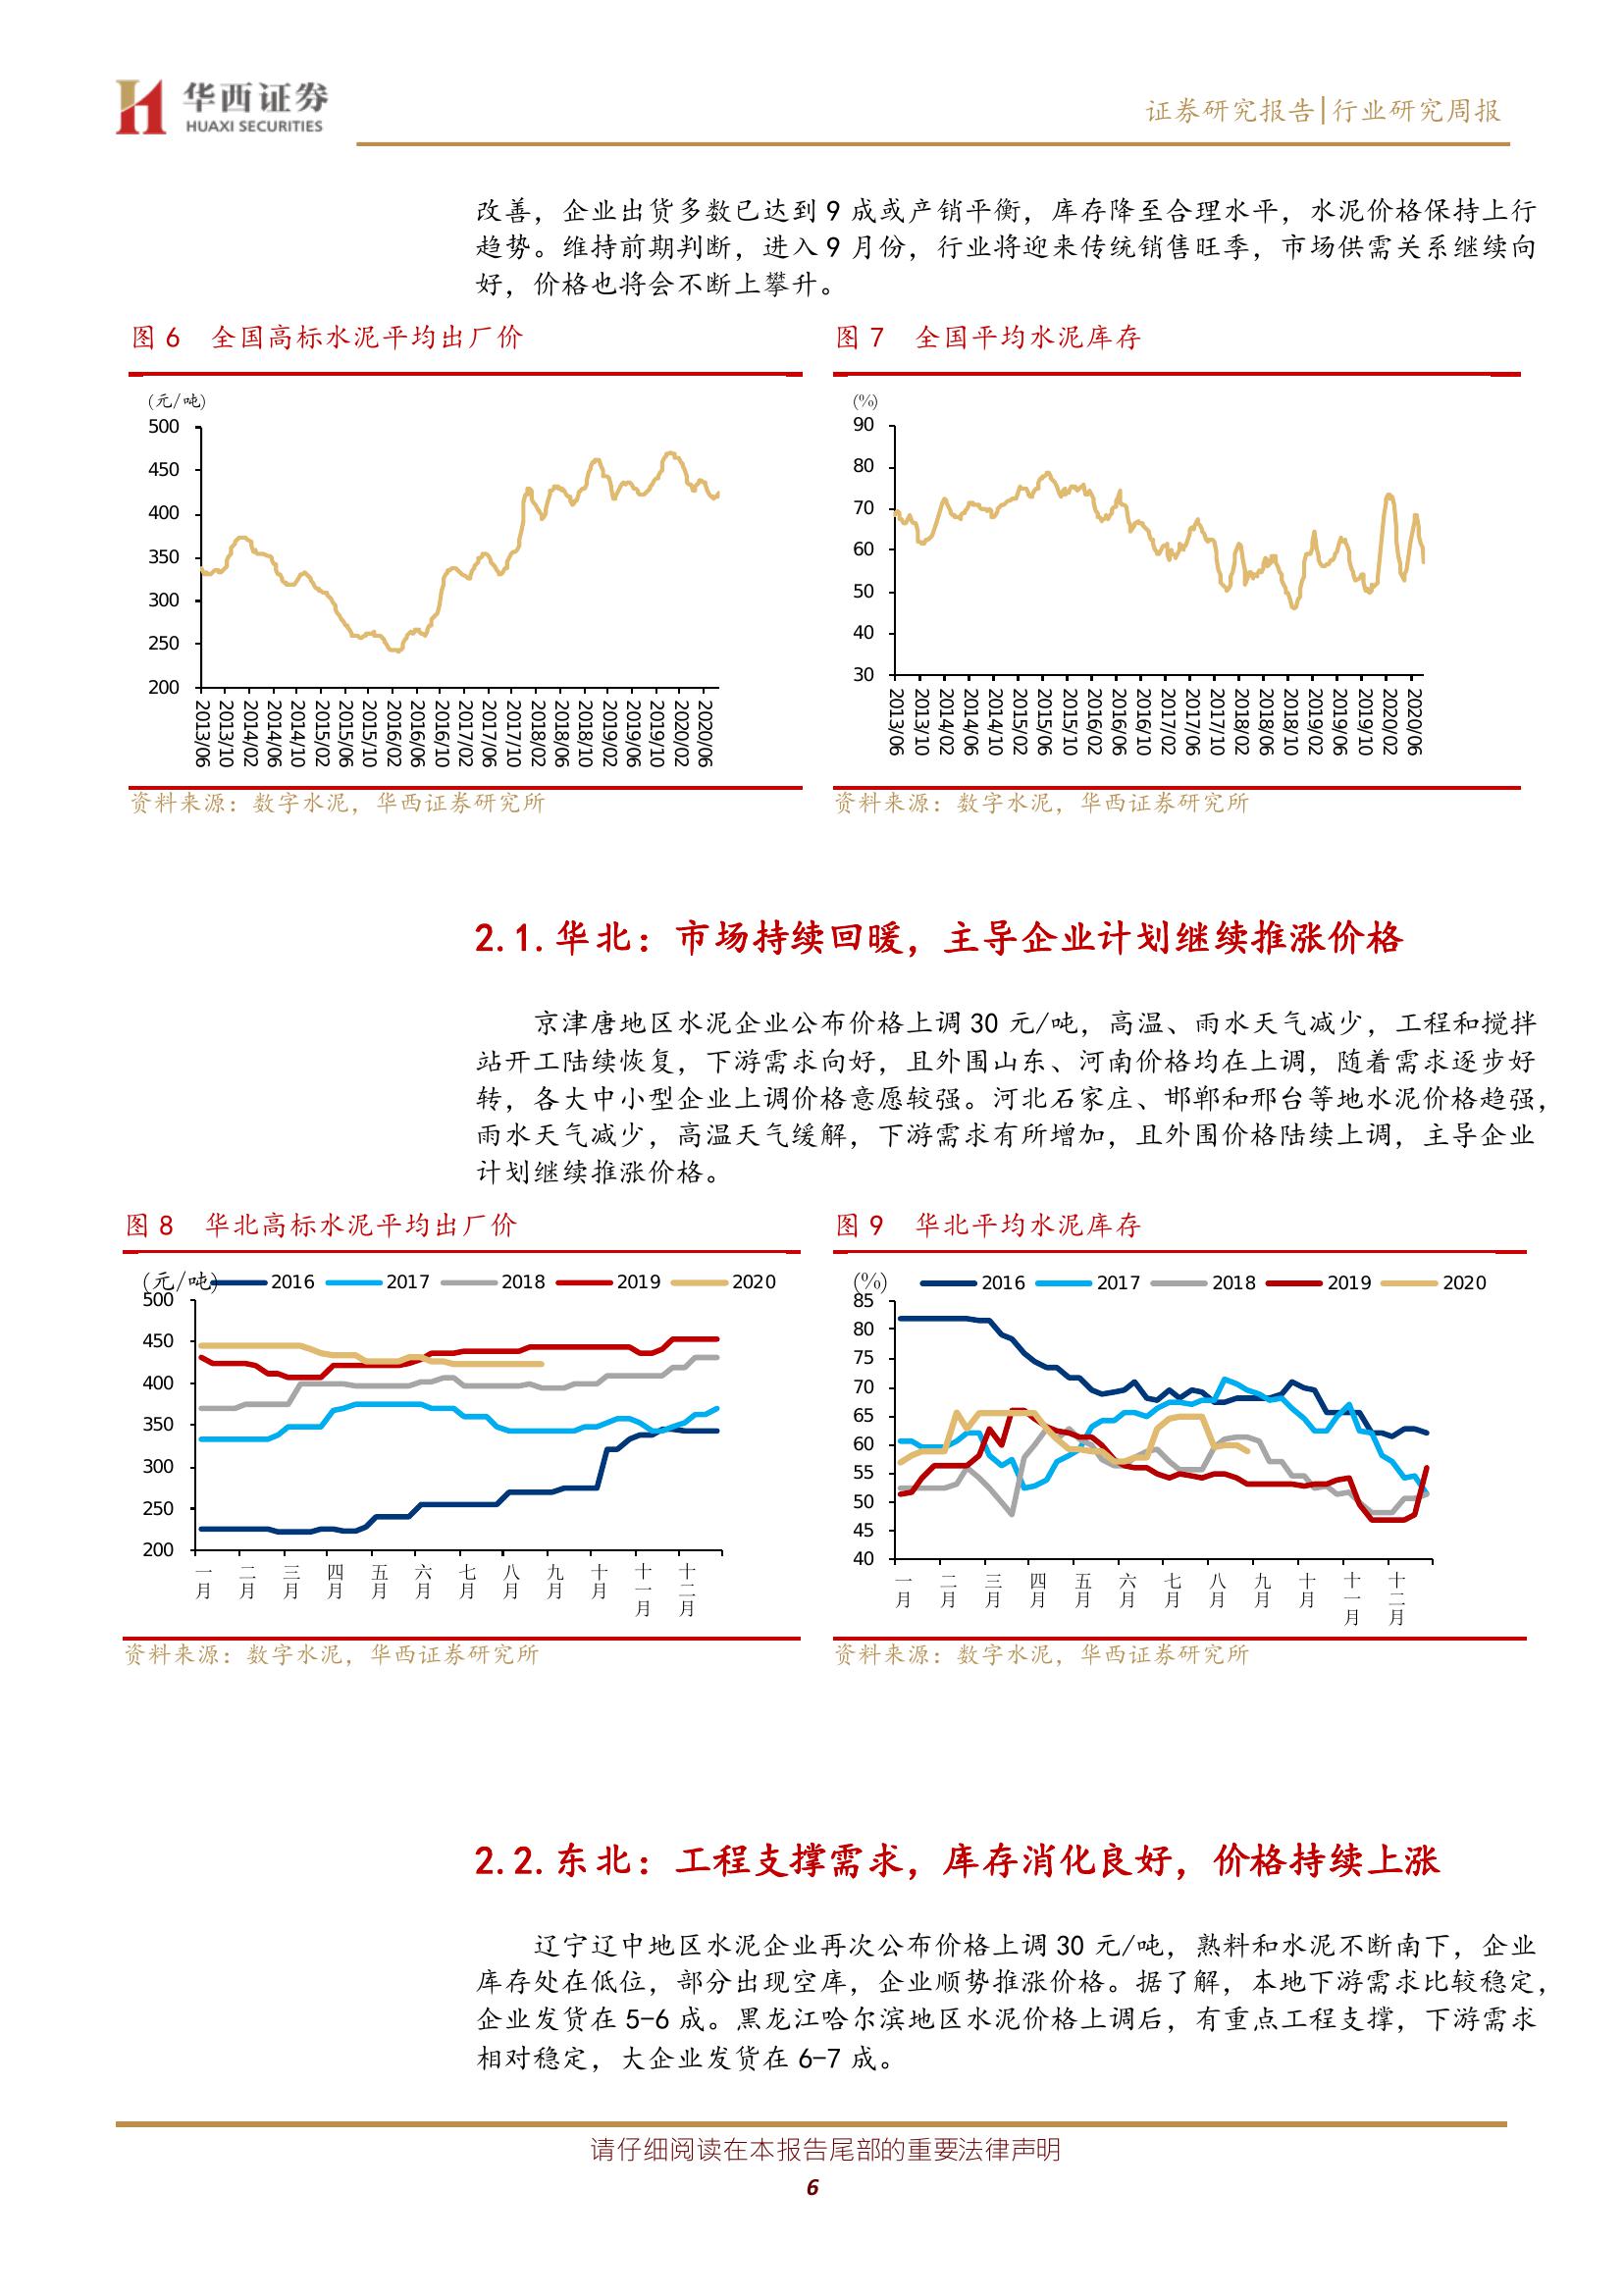 华西证券
HUAXI SECURITIES
证券研究报告|行业研究周报
改善，企业出货多数已达到 9 成或产销平衡，库存降至合理水平，水泥价格保持上行
趋势。维持前期判断，进入 9 月份，行业将迎来传统销售旺季，市场供需关系继续向
好，价格也将会不断上攀升。
图 6 全国高标水泥平均出厂价
(元/吨)
500
450
400
350
300
250
200
2013/06 2013/10 2014/02 2014/06 2014/10 2015/02 2015/06 2015/10 2016/02 2016/06 2016/10 2017/02 2017/06 2017/10 2018/02 2018/06 2018/10 2019/02 2019/06 2019/10 2020/02 2020/06
资料来源：数字水泥，华西证券研究所
图 7 全国平均水泥库存
(%)
90
80
70
60
50
40
30
2013/06 2013/10 2014/02 2014/06 2014/10 2015/02 2015/06 2015/10 2016/02 2016/06 2016/10 2017/02 2017/06 2017/10 2018/02 2018/06 2018/10 2019/02 2019/06 2019/10 2020/02 2020/06
资料来源：数字水泥，华西证券研究所
2.1.华北：市场持续回暖，主导企业计划继续推涨价格
京津唐地区水泥企业公布价格上调 30 元/吨，高温、雨水天气减少，工程和搅拌
站开工陆续恢复，下游需求向好，且外围山东、河南价格均在上调，随着需求逐步好
转，各大中小型企业上调价格意愿较强。河北石家庄、邯郸和邢台等地水泥价格趋强，
雨水天气减少，高温天气缓解，下游需求有所增加，且外围价格陆续上调，主导企业
计划继续推涨价格。
图 8 华北高标水泥平均出厂价
(元/吨) 2016 2017 2018 2019 2020
500
450
400
350
300
250
200
一月 二月 三月 四月 五月 六月 七月 八月 九月 十月 十一月 十二月
资料来源：数字水泥，华西证券研究所
图 9 华北平均水泥库存
(%) 2016 2017 2018 2019 2020
85
80
75
70
65
60
55
50
45
40
一月 二月 三月 四月 五月 六月 七月 八月 九月 十月 十一月 十二月
资料来源：数字水泥，华西证券研究所
2.2.东北：工程支撑需求，库存消化良好，价格持续上涨
辽宁辽中地区水泥企业再次公布价格上调 30 元/吨，熟料和水泥不断南下，企业
库存处在低位，部分出现空库，企业顺势推涨价格。据了解，本地下游需求比较稳定，
企业发货在 5-6 成。黑龙江哈尔滨地区水泥价格上调后，有重点工程支撑，下游需求
相对稳定，大企业发货在 6-7 成。
请仔细阅读在本报告尾部的重要法律声明
6